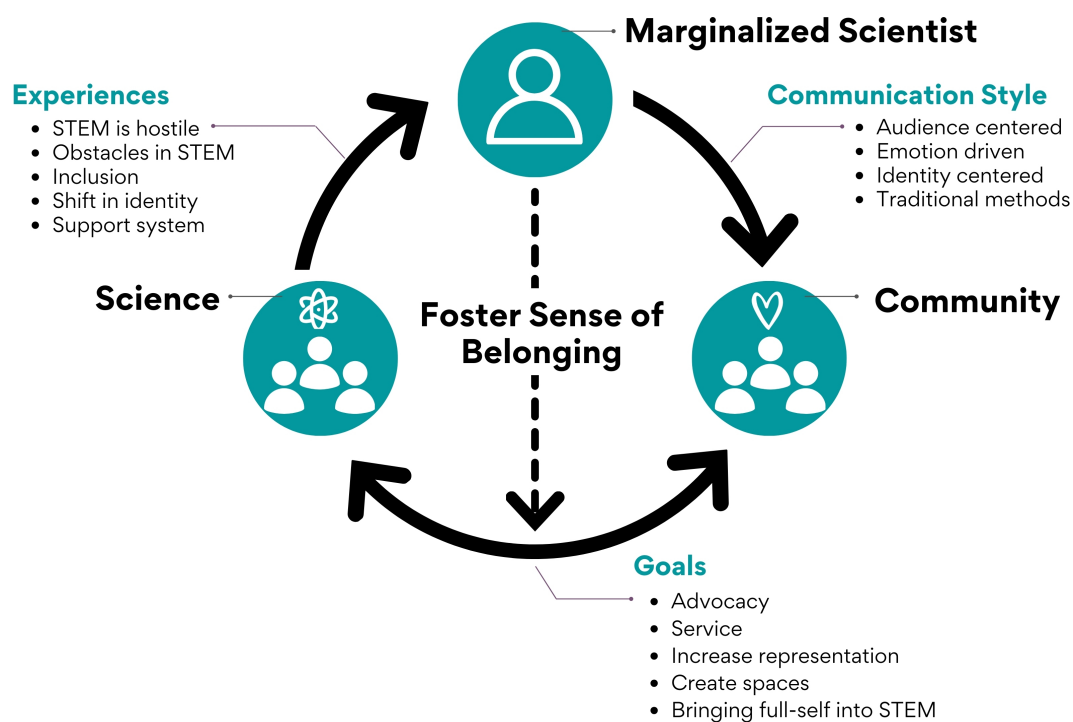 Marginalized Scientist
Experiences
• STEM is hostile
• Obstacles in STEM
• Inclusion
• Shift in identity
• Support system
Communication Style
• Audience centered
• Emotion driven
• Identity centered
• Traditional methods
Science
Foster Sense of
Belonging
Community
Goals
• Advocacy
• Service
• Increase representation
• Create spaces
• Bringing full-self into STEM